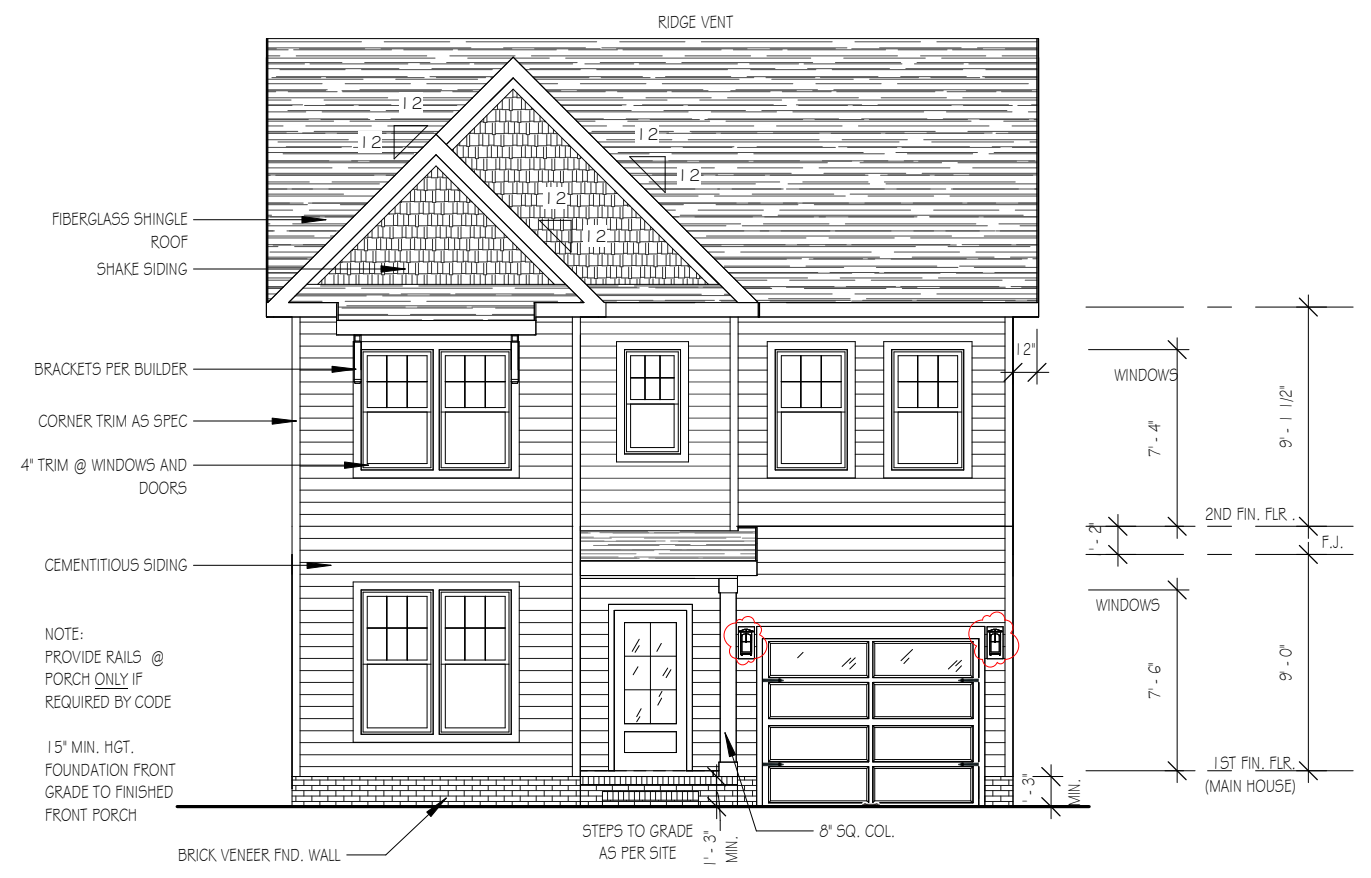 RIDGE VENT
12
12
12
12
12
12
FIBERGLASS SHINGLE
ROOF
SHAKE SIDING
BRACKETS PER BUILDER
CORNER TRIM AS SPEC
4" TRIM @ WINDOWS AND
DOORS
CEMENTITIOUS SIDING
NOTE:
PROVIDE RAILS @
PORCH ONLY IF
REQUIRED BY CODE
15" MIN. HGT.
FOUNDATION FRONT
GRADE TO FINISHED
FRONT PORCH
BRICK VENEER FND. WALL
STEPS TO GRADE
AS PER SITE
1' - 3"
MIN.
8" SQ. COL.
12"
WINDOWS
7' - 4"
9' - 1 1/2"
2ND FIN. FLR .
' - 2"
F.J.
WINDOWS
7' - 6"
9' - 0"
1ST FIN. FLR.
(MAIN HOUSE)
' - 3"
MIN.